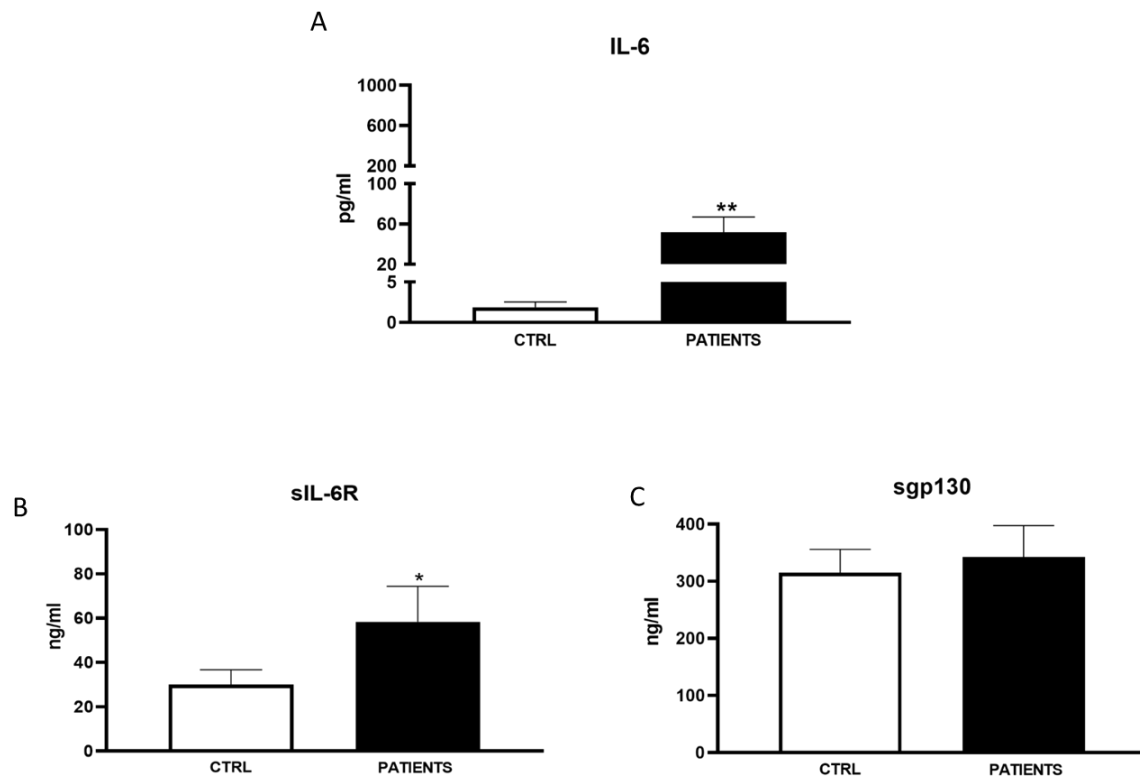 A
IL-6
1000
600
200
100
60
20
5
0
pg/ml
**
CTRL
PATIENTS
B
sIL-6R
100
80
60
40
20
0
ng/ml
*
CTRL
PATIENTS
C
sgp130
400
300
200
100
0
ng/ml
CTRL
PATIENTS